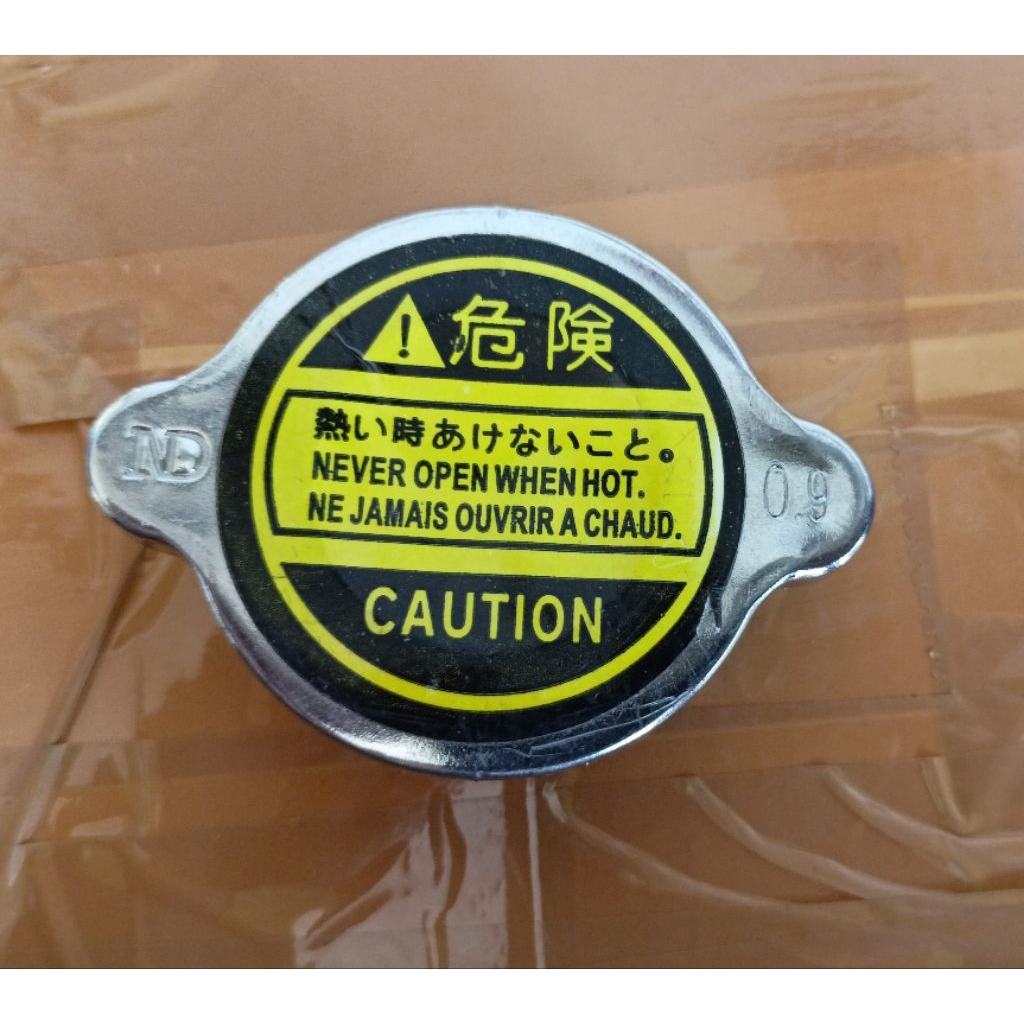 危険
熱い時あけないこと。
NEVER OPEN WHEN HOT.
NE JAMAIS OUVRIR A CHAUD.
CAUTION
ND
0.9